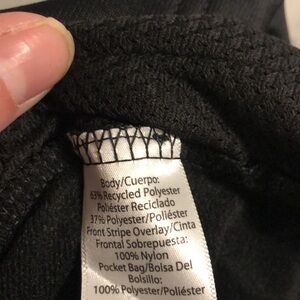 Body/Cuerpo:
63% Recycled Polyester
Poliéster Reciclado
37% Polyester/Poliéster
Front Stripe Overlay/Cinta
Frontal Sobrepuesta:
100% Nylon
Pocket Bag/Bolsa Del
Bolsillo:
100% Polyester/Poliéster